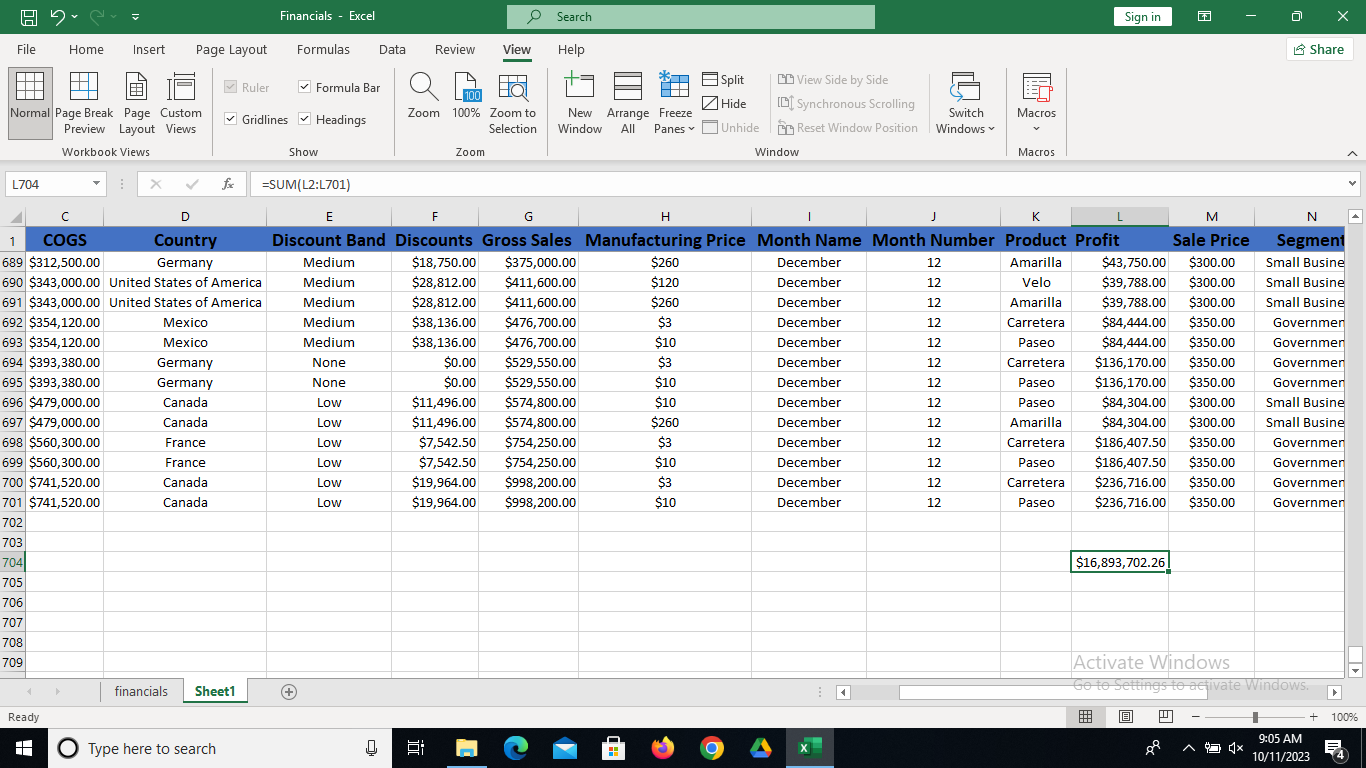 Financials - Excel
Search
Sign in
File Home Insert Page Layout Formulas Data Review View Help
Share
Normal
Page Break Preview
Page Layout
Custom Views
Workbook Views
Ruler
Formula Bar
Gridlines
Headings
Show
Zoom
100
100%
Zoom to Selection
Zoom
New Window
Arrange All
Freeze Panes
Split
Hide
Unhide
View Side by Side
Synchronous Scrolling
Reset Window Position
Switch Windows
Window
Macros
Macros
L704
fx
=SUM(L2:L701)
C D E F G H I J K L M N
1 COGS Country Discount Band Discounts Gross Sales Manufacturing Price Month Name Month Number Product Profit Sale Price Segment
689 $312,500.00 Germany Medium $18,750.00 $375,000.00 $260 December 12 Amarilla $43,750.00 $300.00 Small Busine
690 $343,000.00 United States of America Medium $28,812.00 $411,600.00 $120 December 12 Velo $39,788.00 $300.00 Small Busine
691 $343,000.00 United States of America Medium $28,812.00 $411,600.00 $260 December 12 Amarilla $39,788.00 $300.00 Small Busine
692 $354,120.00 Mexico Medium $38,136.00 $476,700.00 $3 December 12 Carretera $84,444.00 $350.00 Governmen
693 $354,120.00 Mexico Medium $38,136.00 $476,700.00 $10 December 12 Paseo $84,444.00 $350.00 Governmen
694 $393,380.00 Germany None $0.00 $529,550.00 $3 December 12 Carretera $136,170.00 $350.00 Governmen
695 $393,380.00 Germany None $0.00 $529,550.00 $10 December 12 Paseo $136,170.00 $350.00 Governmen
696 $479,000.00 Canada Low $11,496.00 $574,800.00 $10 December 12 Paseo $84,304.00 $300.00 Small Busine
697 $479,000.00 Canada Low $11,496.00 $574,800.00 $260 December 12 Amarilla $84,304.00 $300.00 Small Busine
698 $560,300.00 France Low $7,542.50 $754,250.00 $3 December 12 Carretera $186,407.50 $350.00 Governmen
699 $560,300.00 France Low $7,542.50 $754,250.00 $10 December 12 Paseo $186,407.50 $350.00 Governmen
700 $741,520.00 Canada Low $19,964.00 $998,200.00 $3 December 12 Carretera $236,716.00 $350.00 Governmen
701 $741,520.00 Canada Low $19,964.00 $998,200.00 $10 December 12 Paseo $236,716.00 $350.00 Governmen
702
703
704 $16,893,702.26
705
706
707
708
709
Activate Windows
Go to Settings to activate Windows.
financials Sheet1
Ready
100%
Type here to search
9:05 AM
10/11/2023
4